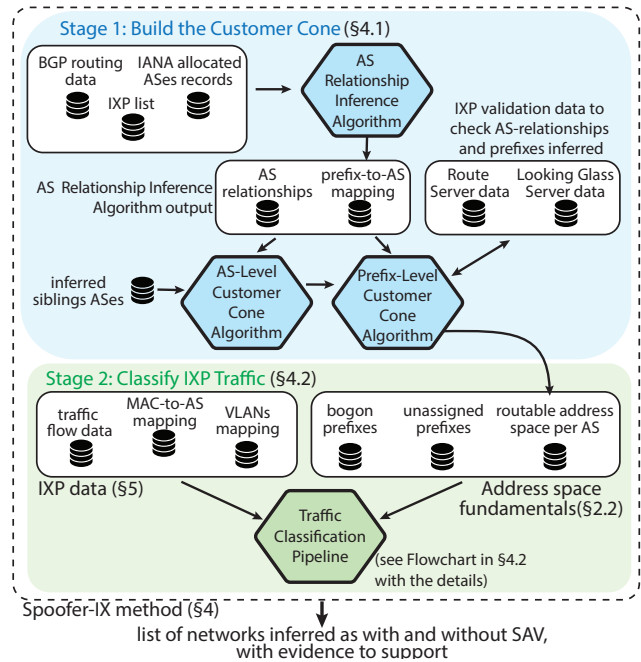 Stage 1: Build the Customer Cone (§4.1)
BGP routing
data
IANA allocated
ASes records
IXP list
AS
Relationship
Inference
Algorithm
IXP validation data to
check AS-relationships
and prefixes inferred
AS Relationship Inference
Algorithm output
AS
relationships
prefix-to-AS
mapping
Route
Server data
Looking Glass
Server data
inferred
siblings ASes
AS-Level
Customer
Cone
Algorithm
Prefix-Level
Customer
Cone
Algorithm
Stage 2: Classify IXP Traffic (§4.2)
traffic
flow data
MAC-to-AS
mapping
VLANs
mapping
bogon
prefixes
unassigned
prefixes
routable address
space per AS
IXP data (§5)
Address space
fundamentals(§2.2)
Traffic
Classification
Pipeline
(see Flowchart in §4.2
with the details)
Spoofer-IX method (§4)
list of networks inferred as with and without SAV,
with evidence to support